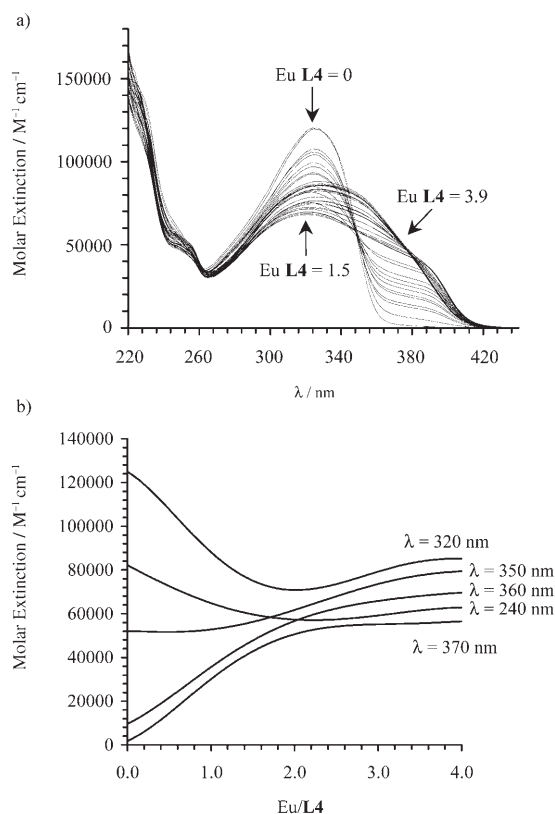 a)
Molar Extinction / M⁻¹ cm⁻¹
150000
100000
50000
0
Eu L4 = 0
Eu L4 = 3.9
Eu L4 = 1.5
220 260 300 340 380 420
λ / nm
b)
Molar Extinction / M⁻¹ cm⁻¹
140000
120000
100000
80000
60000
40000
20000
0
λ = 320 nm
λ = 350 nm
λ = 360 nm
λ = 240 nm
λ = 370 nm
0.0 1.0 2.0 3.0 4.0
Eu/L4